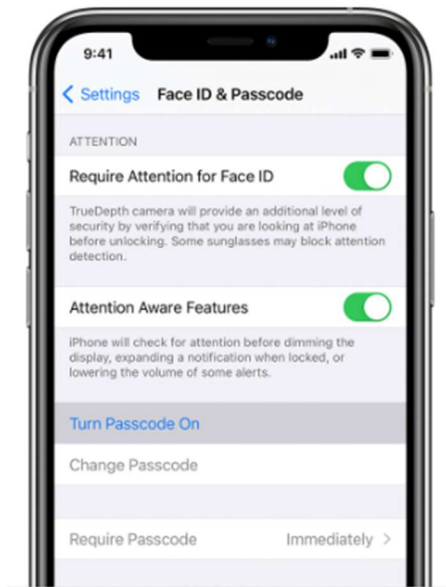 9:41
Settings Face ID & Passcode
ATTENTION
Require Attention for Face ID
TrueDepth camera will provide an additional level of
security by verifying that you are looking at iPhone
before unlocking. Some sunglasses may block attention
detection.
Attention Aware Features
iPhone will check for attention before dimming the
display, expanding a notification when locked, or
lowering the volume of some alerts.
Turn Passcode On
Change Passcode
Require Passcode Immediately